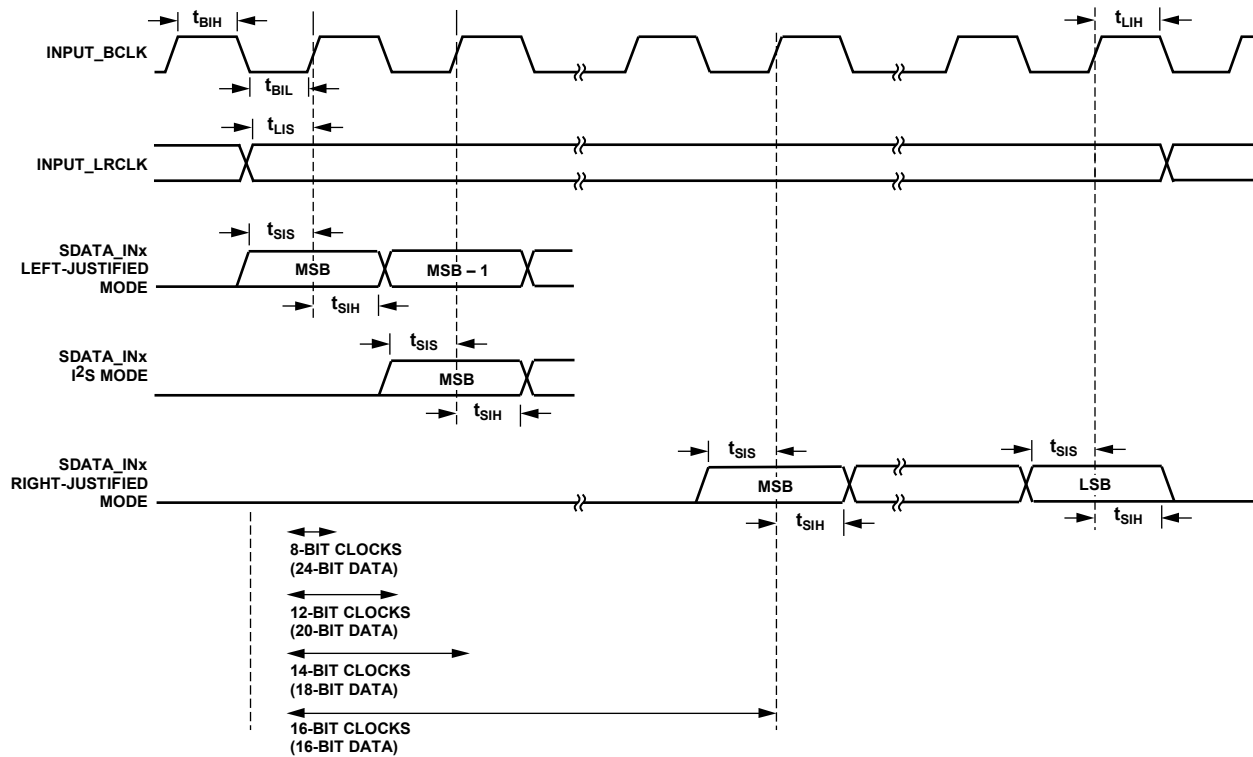 tBIH
tLIH
INPUT_BCLK
tBIL
tLIS
INPUT_LRCLK
tSIS
SDATA_INx
LEFT-JUSTIFIED
MODE
MSB
MSB – 1
tSIH
tSIS
SDATA_INx
I2S MODE
MSB
tSIH
tSIS
tSIS
SDATA_INx
RIGHT-JUSTIFIED
MODE
MSB
LSB
tSIH
tSIH
8-BIT CLOCKS
(24-BIT DATA)
12-BIT CLOCKS
(20-BIT DATA)
14-BIT CLOCKS
(18-BIT DATA)
16-BIT CLOCKS
(16-BIT DATA)